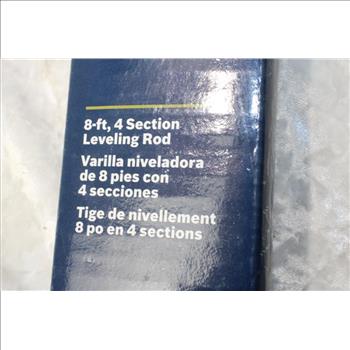 8-ft, 4 Section
Leveling Rod
Varilla niveladora
de 8 pies con
4 secciones
Tige de nivellement
8 po en 4 sections